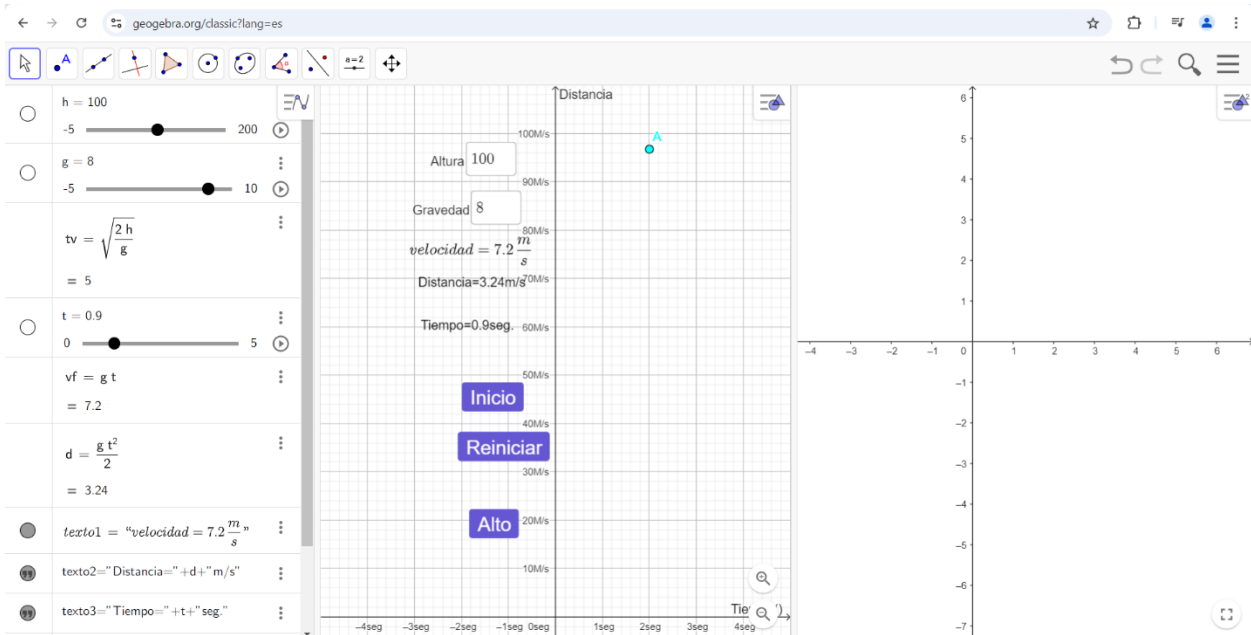 geogebra.org/classic?lang=es
A
a=2
h = 100
-5
200
g = 8
-5
10
tv = √(2 h / g)
= 5
t = 0.9
0
5
vf = g t
= 7.2
d = g t² / 2
= 3.24
texto1 = “velocidad = 7.2 m/s”
texto2="Distancia="+d+"m/s"
texto3="Tiempo="+t+"seg."
Distancia
A
Altura 100
Gravedad 8
velocidad = 7.2 m/s
Distancia=3.24m/s
Tiempo=0.9seg.
Inicio
Reiniciar
Alto
100M/s
90M/s
80M/s
70M/s
60M/s
50M/s
40M/s
30M/s
20M/s
10M/s
−4seg −3seg −2seg −1seg 0seg 1seg 2seg 3seg 4seg
2
6
5
4
3
2
1
−4 −3 −2 −1 0 1 2 3 4 5 6
−1
−2
−3
−4
−5
−6
−7